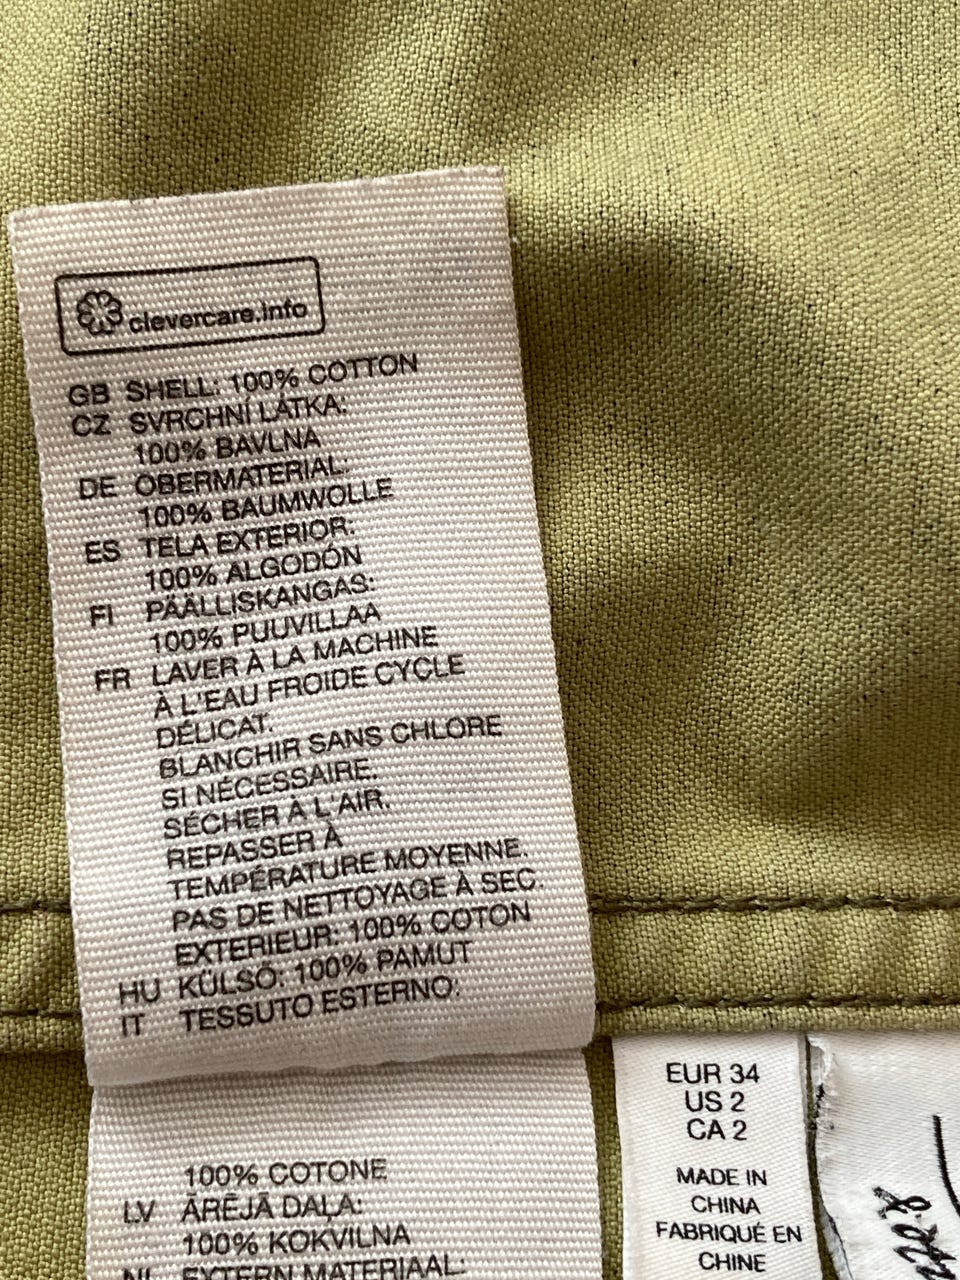 clevercare.info
GB SHELL: 100% COTTON
CZ SVRCHNÍ LÁTKA:
100% BAVLNA
DE OBERMATERIAL:
100% BAUMWOLLE
ES TELA EXTERIOR:
100% ALGODÓN
FI PÄÄLLISKANGAS:
100% PUUVILLAA
FR LAVER À LA MACHINE
À L'EAU FROIDE CYCLE
DÉLICAT.
BLANCHIR SANS CHLORE
SI NÉCESSAIRE.
SÉCHER À L'AIR.
REPASSER À
TEMPÉRATURE MOYENNE.
PAS DE NETTOYAGE À SEC.
EXTERIEUR: 100% COTON
HU KÜLSŐ: 100% PAMUT
IT TESSUTO ESTERNO:
100% COTONE
LV ĀRĒJĀ DAĻA:
100% KOKVILNA
NL EXTERN MATERIAAL:
EUR 34
US 2
CA 2
MADE IN
CHINA
FABRIQUÉ EN
CHINE